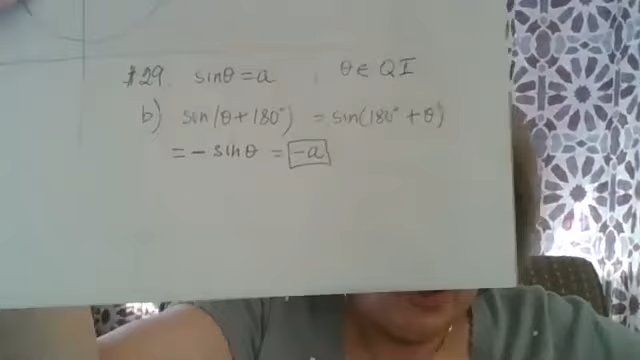 #29. sinθ = a , θ ∈ QI
b) sin(θ + 180°) = sin(180° + θ)
= - sinθ = -a